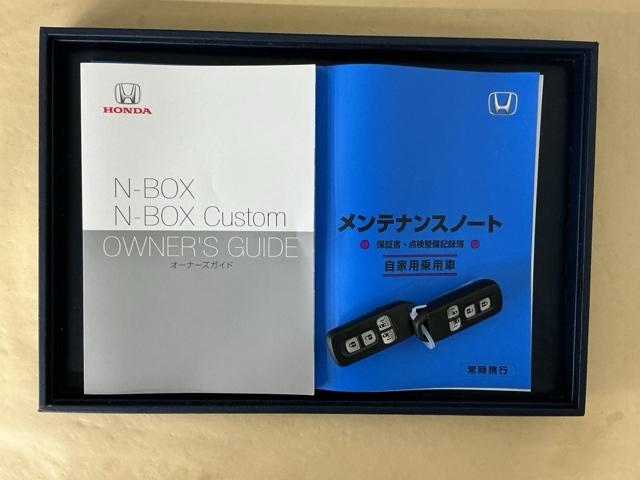 HONDA
N-BOX
N-BOX Custom
OWNER'S GUIDE
オーナーズガイド
メンテナンスノート
保証書・点検整備記録簿
自家用乗用車
常時携行